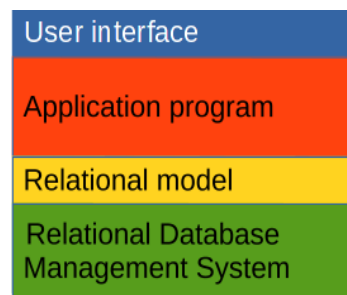 User interface
Application program
Relational model
Relational Database
Management System